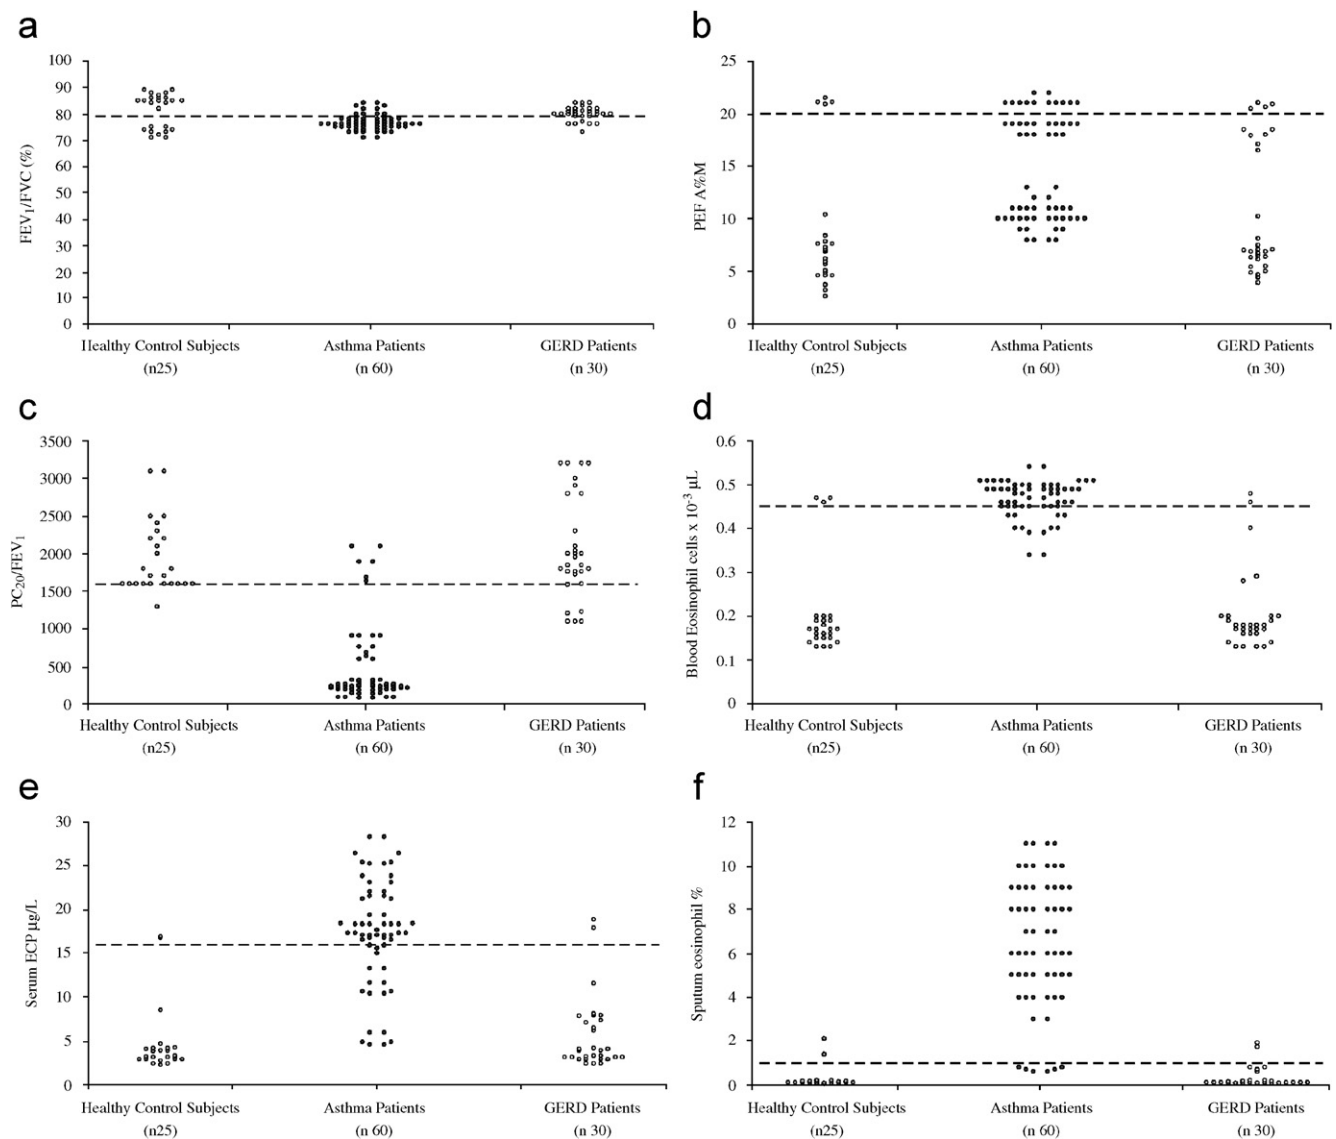 a
FEV1/FVC (%)
100
90
80
70
60
50
40
30
20
10
0
Healthy Control Subjects
(n25)
Asthma Patients
(n 60)
GERD Patients
(n 30)
b
PEF A%M
25
20
15
10
5
0
Healthy Control Subjects
(n25)
Asthma Patients
(n 60)
GERD Patients
(n 30)
c
PC20/FEV1
3500
3000
2500
2000
1500
1000
500
0
Healthy Control Subjects
(n25)
Asthma Patients
(n 60)
GERD Patients
(n 30)
d
Blood Eosinophil cells x 10-3 µL
0.6
0.5
0.4
0.3
0.2
0.1
0
Healthy Control Subjects
(n25)
Asthma Patients
(n 60)
GERD Patients
(n 30)
e
Serum ECP µg/L
30
25
20
15
10
5
0
Healthy Control Subjects
(n25)
Asthma Patients
(n 60)
GERD Patients
(n 30)
f
Sputum eosinophil %
12
10
8
6
4
2
0
Healthy Control Subjects
(n25)
Asthma Patients
(n 60)
GERD Patients
(n 30)